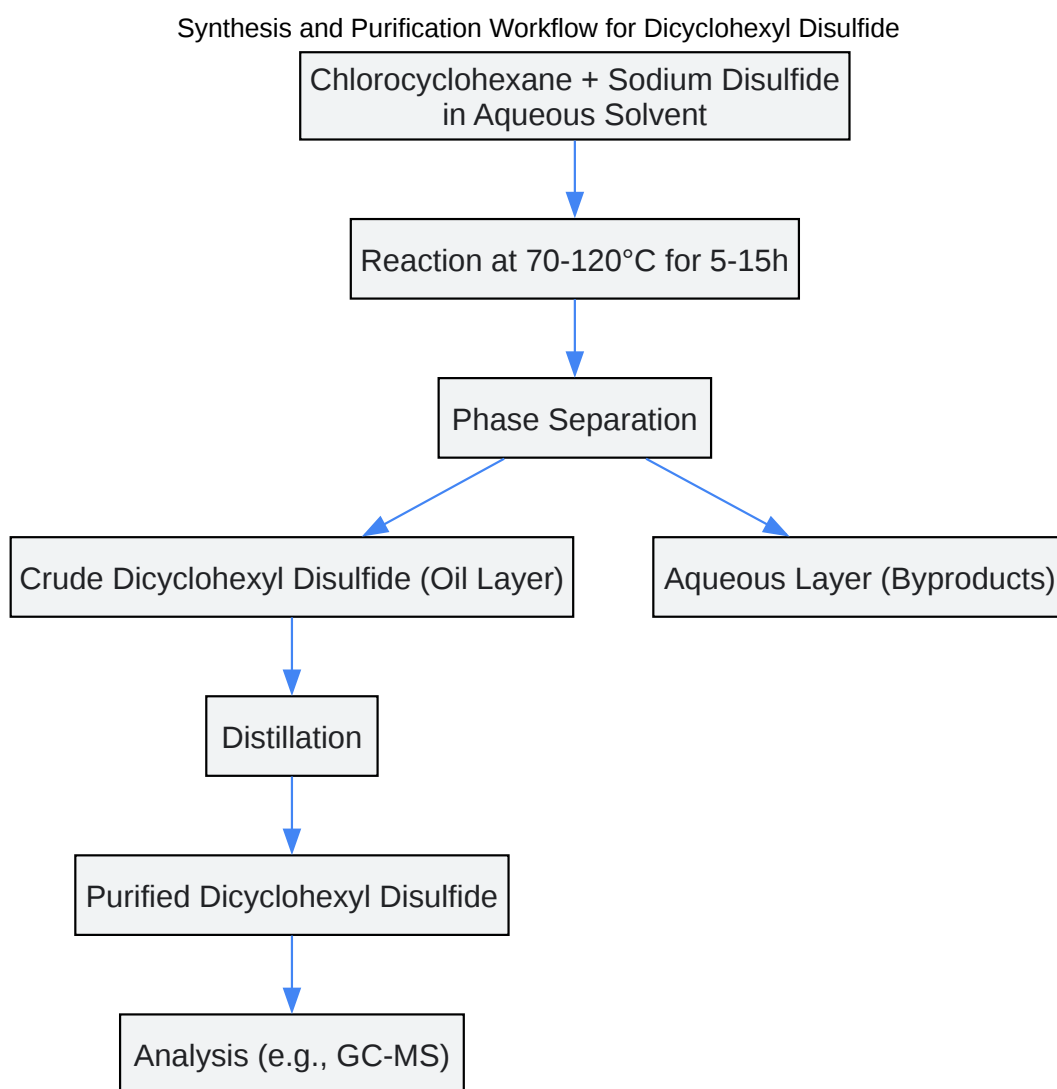 Synthesis and Purification Workflow for Dicyclohexyl Disulfide
Chlorocyclohexane + Sodium Disulfide
in Aqueous Solvent
Reaction at 70-120°C for 5-15h
Phase Separation
Crude Dicyclohexyl Disulfide (Oil Layer)
Aqueous Layer (Byproducts)
Distillation
Purified Dicyclohexyl Disulfide
Analysis (e.g., GC-MS)